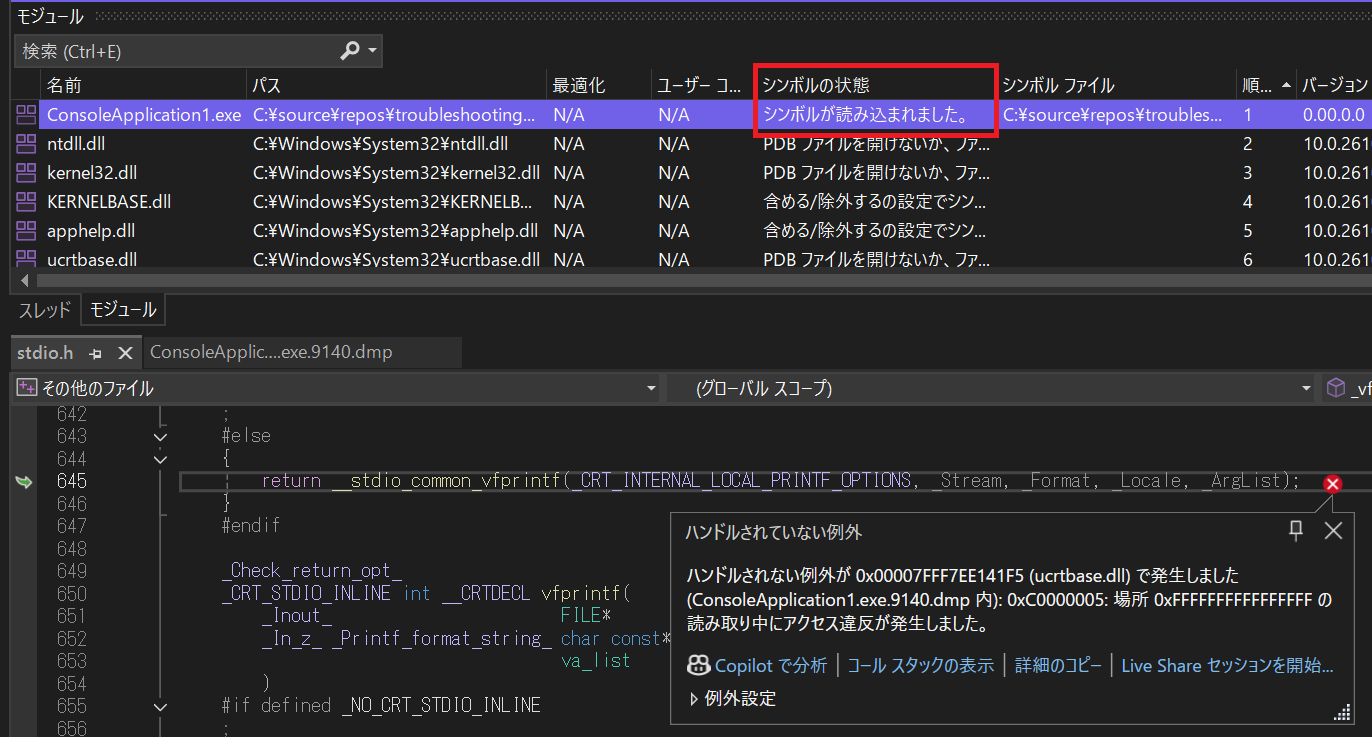 モジュール
検索 (Ctrl+E)
名前 パス 最適化 ユーザー コ... シンボルの状態 シンボル ファイル 順... バージョン
ConsoleApplication1.exe C:¥source¥repos¥troubleshooting... N/A N/A シンボルが読み込まれました。 C:¥source¥repos¥troubles... 1 0.00.0.0
ntdll.dll C:¥Windows¥System32¥ntdll.dll N/A N/A PDB ファイルを開けないか、ファ... 2 10.0.261
kernel32.dll C:¥Windows¥System32¥kernel32.dll N/A N/A PDB ファイルを開けないか、ファ... 3 10.0.261
KERNELBASE.dll C:¥Windows¥System32¥KERNELB... N/A N/A 含める/除外するの設定でシン... 4 10.0.261
apphelp.dll C:¥Windows¥System32¥apphelp.dll N/A N/A 含める/除外するの設定でシン... 5 10.0.261
ucrtbase.dll C:¥Windows¥System32¥ucrtbase.dll N/A N/A PDB ファイルを開けないか、ファ... 6 10.0.261
スレッド モジュール
stdio.h ConsoleApplic....exe.9140.dmp
その他のファイル (グローバル スコープ) _vf
642 ;
643 #else
644 {
645 return __stdio_common_vfprintf(_CRT_INTERNAL_LOCAL_PRINTF_OPTIONS, _Stream, _Format, _Locale, _ArgList);
646 }
647 #endif
648
649 _Check_return_opt_
650 _CRT_STDIO_INLINE int __CRTDECL vfprintf(
651 _Inout_ FILE*
652 _In_z_ _Printf_format_string_ char const*
653 va_list
654 )
655 #if defined _NO_CRT_STDIO_INLINE
656 ;
ハンドルされていない例外
ハンドルされない例外が 0x00007FFF7EE141F5 (ucrtbase.dll) で発生しました
(ConsoleApplication1.exe.9140.dmp 内): 0xC0000005: 場所 0xFFFFFFFFFFFFFFFF の
読み取り中にアクセス違反が発生しました。
Copilot で分析 | コール スタックの表示 | 詳細のコピー | Live Share セッションを開始...
例外設定